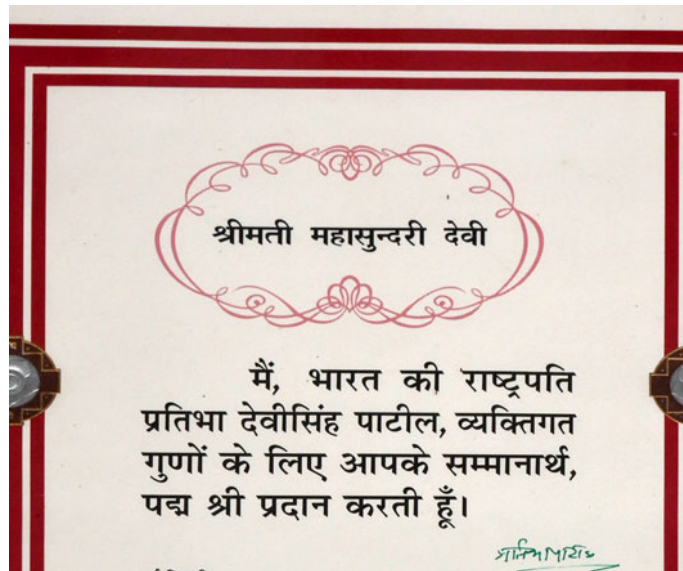 श्रीमती महासुन्दरी देवी
मैं, भारत की राष्ट्रपति
प्रतिभा देवीसिंह पाटील, व्यक्तिगत
गुणों के लिए आपके सम्मानार्थ,
पद्म श्री प्रदान करती हूँ।